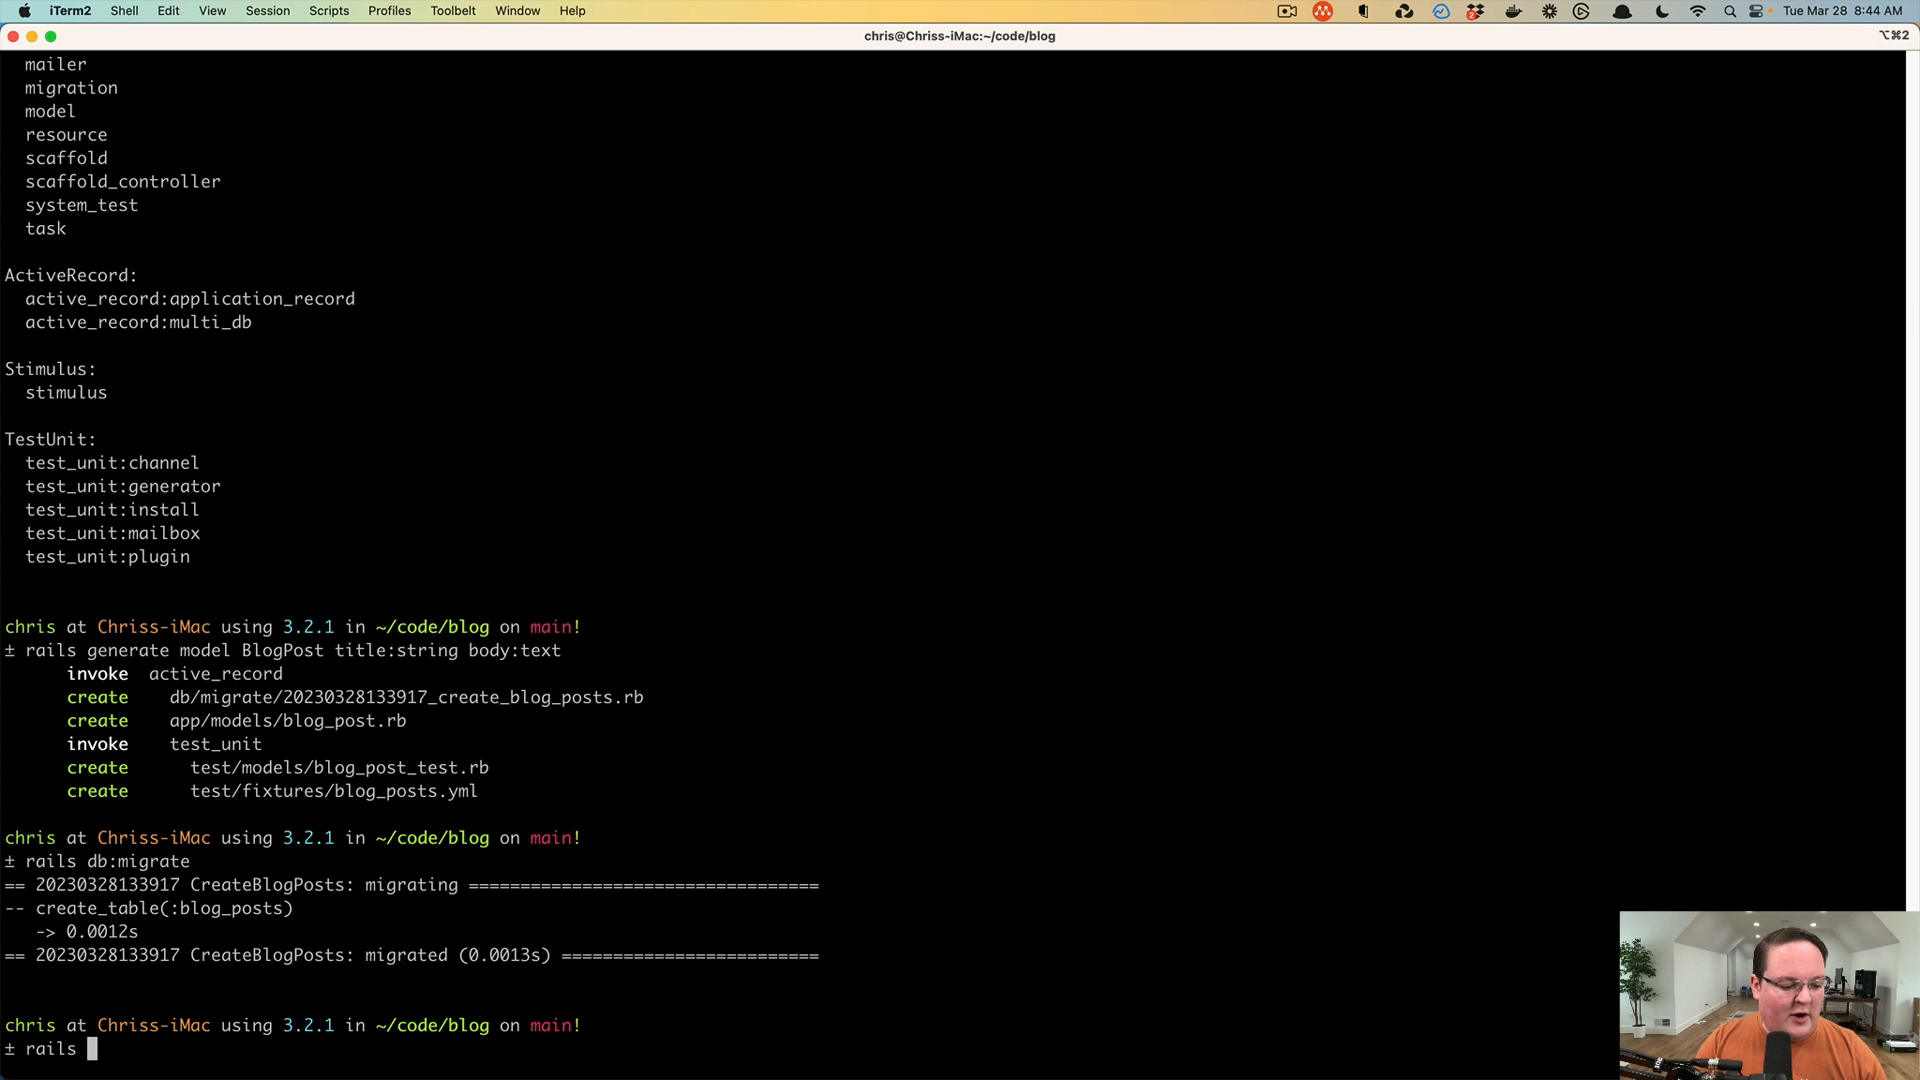 iTerm2 Shell Edit View Session Scripts Profiles Toolbelt Window Help Tue Mar 28 8:44 AM
chris@Chriss-iMac:~/code/blog ⌥⌘2
mailer
migration
model
resource
scaffold
scaffold_controller
system_test
task
ActiveRecord:
active_record:application_record
active_record:multi_db
Stimulus:
stimulus
TestUnit:
test_unit:channel
test_unit:generator
test_unit:install
test_unit:mailbox
test_unit:plugin
chris at Chriss-iMac using 3.2.1 in ~/code/blog on main!
± rails generate model BlogPost title:string body:text
invoke active_record
create db/migrate/20230328133917_create_blog_posts.rb
create app/models/blog_post.rb
invoke test_unit
create test/models/blog_post_test.rb
create test/fixtures/blog_posts.yml
chris at Chriss-iMac using 3.2.1 in ~/code/blog on main!
± rails db:migrate
== 20230328133917 CreateBlogPosts: migrating ==================================
-- create_table(:blog_posts)
-> 0.0012s
== 20230328133917 CreateBlogPosts: migrated (0.0013s) =========================
chris at Chriss-iMac using 3.2.1 in ~/code/blog on main!
± rails